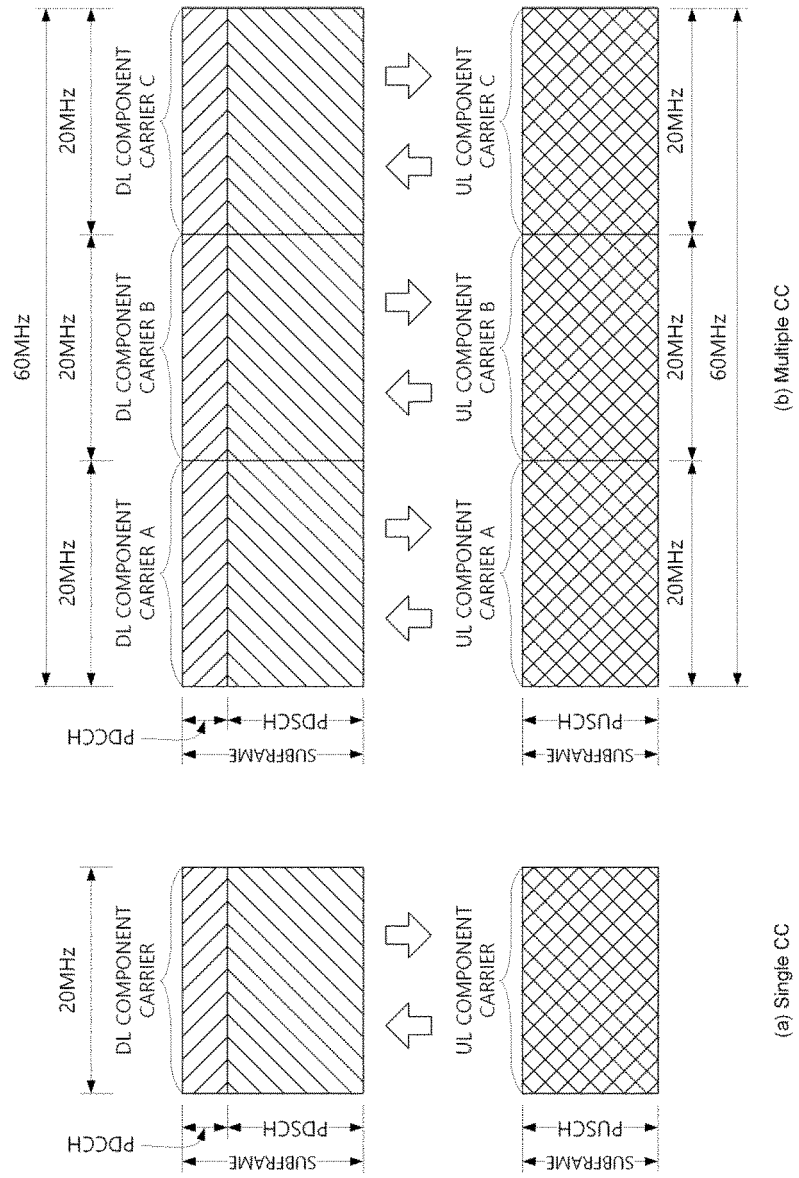 20MHz
DL COMPONENT
CARRIER
PDCCH
PDSCH
SUBFRAME
UL COMPONENT
CARRIER
PUSCH
SUBFRAME
(a) Single CC
60MHz
20MHz
20MHz
20MHz
DL COMPONENT
CARRIER A
DL COMPONENT
CARRIER B
DL COMPONENT
CARRIER C
PDCCH
PDSCH
SUBFRAME
UL COMPONENT
CARRIER A
UL COMPONENT
CARRIER B
UL COMPONENT
CARRIER C
PUSCH
SUBFRAME
20MHz
20MHz
20MHz
60MHz
(b) Multiple CC